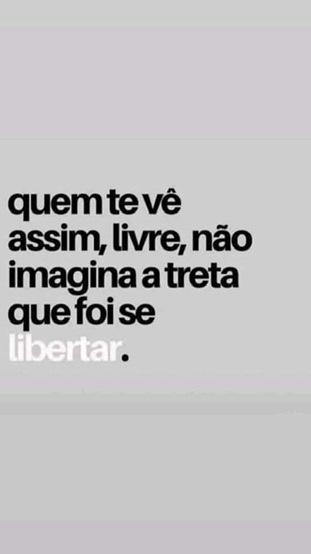 quem te vê
assim, livre, não
imagina a treta
que foi se
libertar.